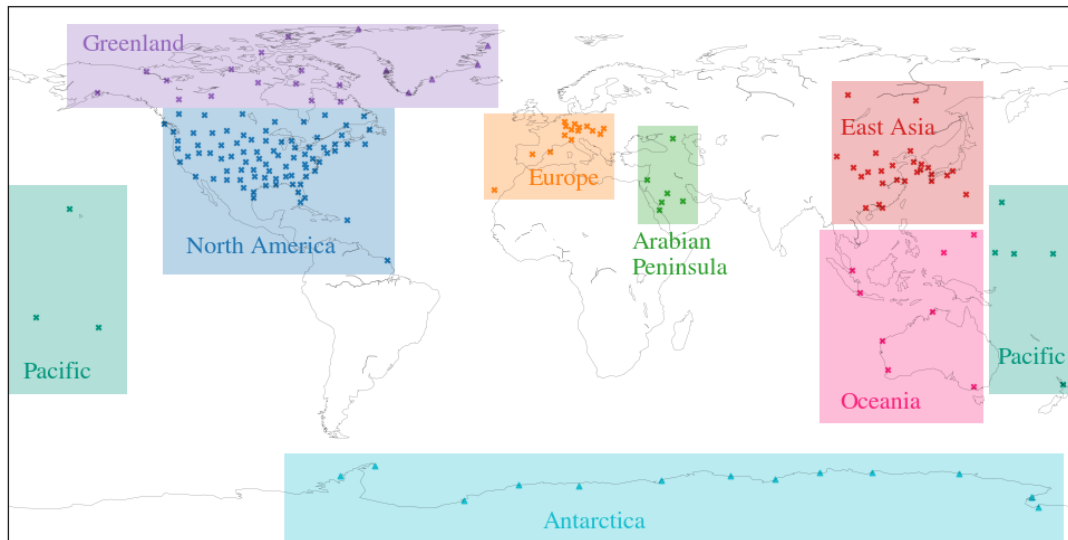 Greenland
East Asia
Europe
North America
Arabian
Peninsula
Pacific
Pacific
Oceania
Antarctica